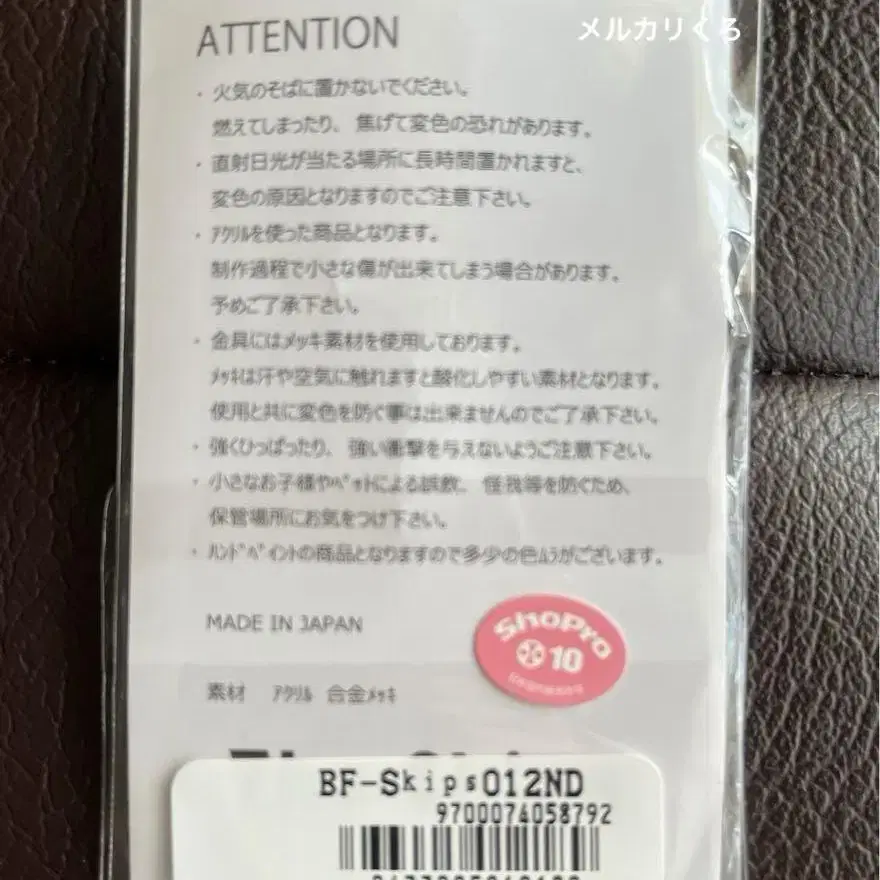 メルカリくろ
ATTENTION
・火気のそばに置かないでください。
燃えてしまったり、焦げて変色の恐れがあります。
・直射日光が当たる場所に長時間置かれますと、
変色の原因となりますのでご注意下さい。
・ｱｸﾘﾙを使った商品となります。
制作過程で小さな傷が出来てしまう場合があります。
予めご了承下さい。
・金具にはメッキ素材を使用しております。
ﾒｯｷは汗や空気に触れますと酸化しやすい素材となります。
使用と共に変色を防ぐ事は出来ませんのでご了承下さい。
・強くひっぱったり、強い衝撃を与えないようご注意下さい。
・小さなお子様やﾍﾟｯﾄによる誤飲、怪我等を防ぐため、
保管場所にお気をつけ下さい。
・ﾊﾝﾄﾞﾍﾟｲﾝﾄの商品となりますので多少の色ﾑﾗがございます。
MADE IN JAPAN
ShoPro
10
素材 ｱｸﾘﾙ 合金ﾒｯｷ
BF-Skips012ND
9700074058792